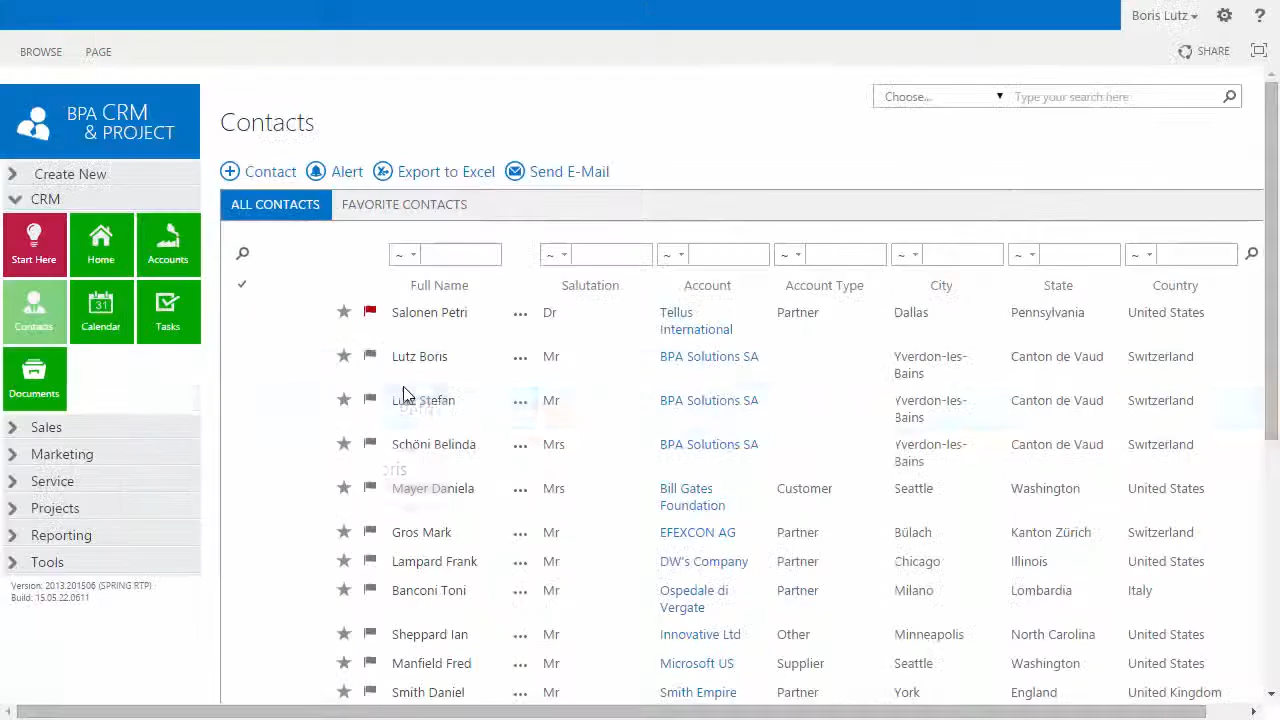 Boris Lutz
BROWSE PAGE SHARE
BPA CRM
& PROJECT
Choose... Type your search here
Contacts
Contact Alert Export to Excel Send E-Mail
ALL CONTACTS FAVORITE CONTACTS
Create New
CRM
Start Here Home Accounts
Contacts Calendar Tasks
31
Documents
Sales
Marketing
Service
Projects
Reporting
Tools
Version: 2013.201506 (SPRING RTP)
Build: 15.05.22.0611
~ ~ ~ ~ ~ ~ ~
Full Name Salutation Account Account Type City State Country
Salonen Petri ... Dr Tellus International Partner Dallas Pennsylvania United States
Lutz Boris ... Mr BPA Solutions SA Yverdon-les-Bains Canton de Vaud Switzerland
Lutz Stefan ... Mr BPA Solutions SA Yverdon-les-Bains Canton de Vaud Switzerland
Schöni Belinda ... Mrs BPA Solutions SA Yverdon-les-Bains Canton de Vaud Switzerland
Mayer Daniela ... Mrs Bill Gates Foundation Customer Seattle Washington United States
Gros Mark ... Mr EFEXCON AG Partner Bülach Kanton Zürich Switzerland
Lampard Frank ... Mr DW's Company Partner Chicago Illinois United States
Banconi Toni ... Mr Ospedale di Vergate Partner Milano Lombardia Italy
Sheppard Ian ... Mr Innovative Ltd Other Minneapolis North Carolina United States
Manfield Fred ... Mr Microsoft US Supplier Seattle Washington United States
Smith Daniel ... Mr Smith Empire Partner York England United Kingdom